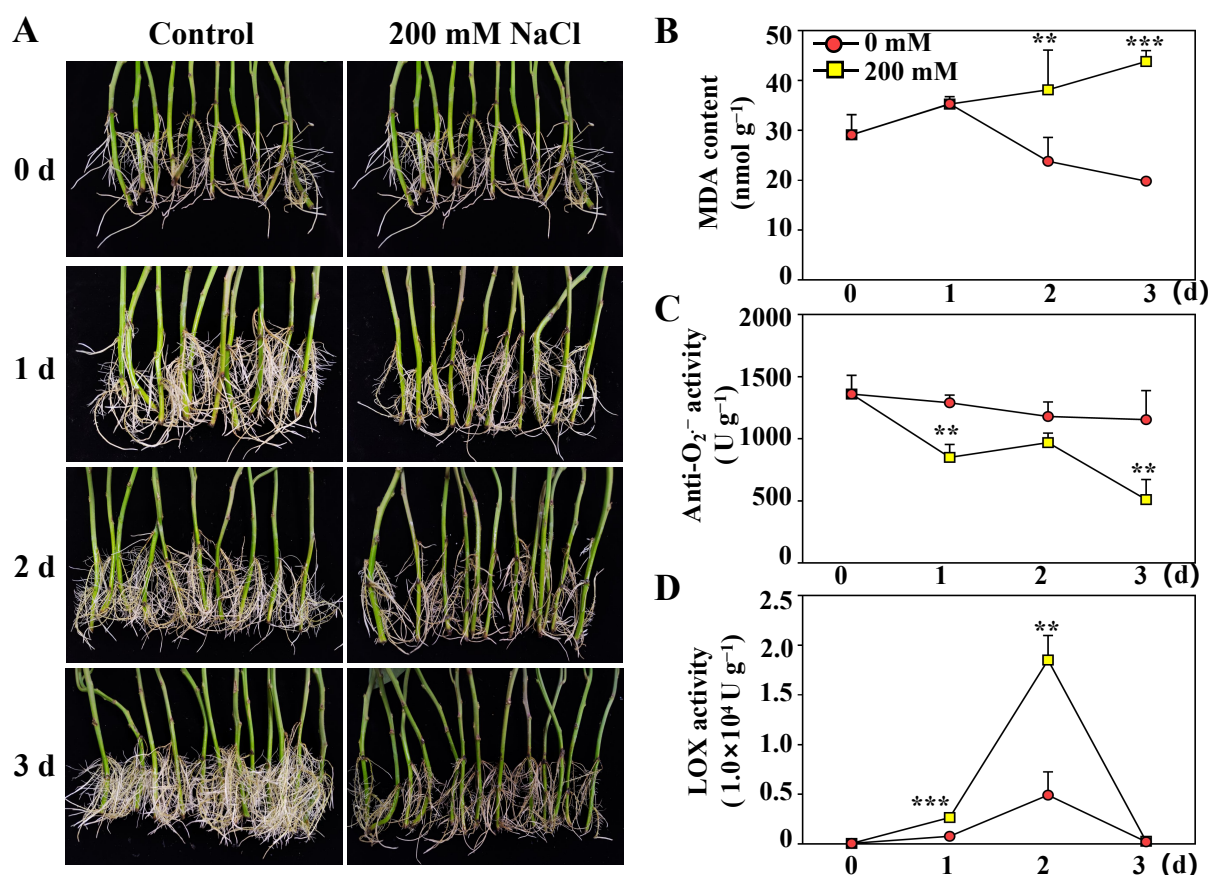 A
Control
200 mM NaCl
0 d
1 d
2 d
3 d
B
MDA content
(nmol g⁻¹)
50
40
30
20
10
0
0 mM
200 mM
**
***
0 1 2 3 (d)
C
Anti-O₂·⁻ activity
(U g⁻¹)
2000
1500
1000
500
0
**
**
0 1 2 3 (d)
D
LOX activity
(1.0×10⁴ U g⁻¹)
2.5
2.0
1.5
1.0
0.5
0
***
**
0 1 2 3 (d)